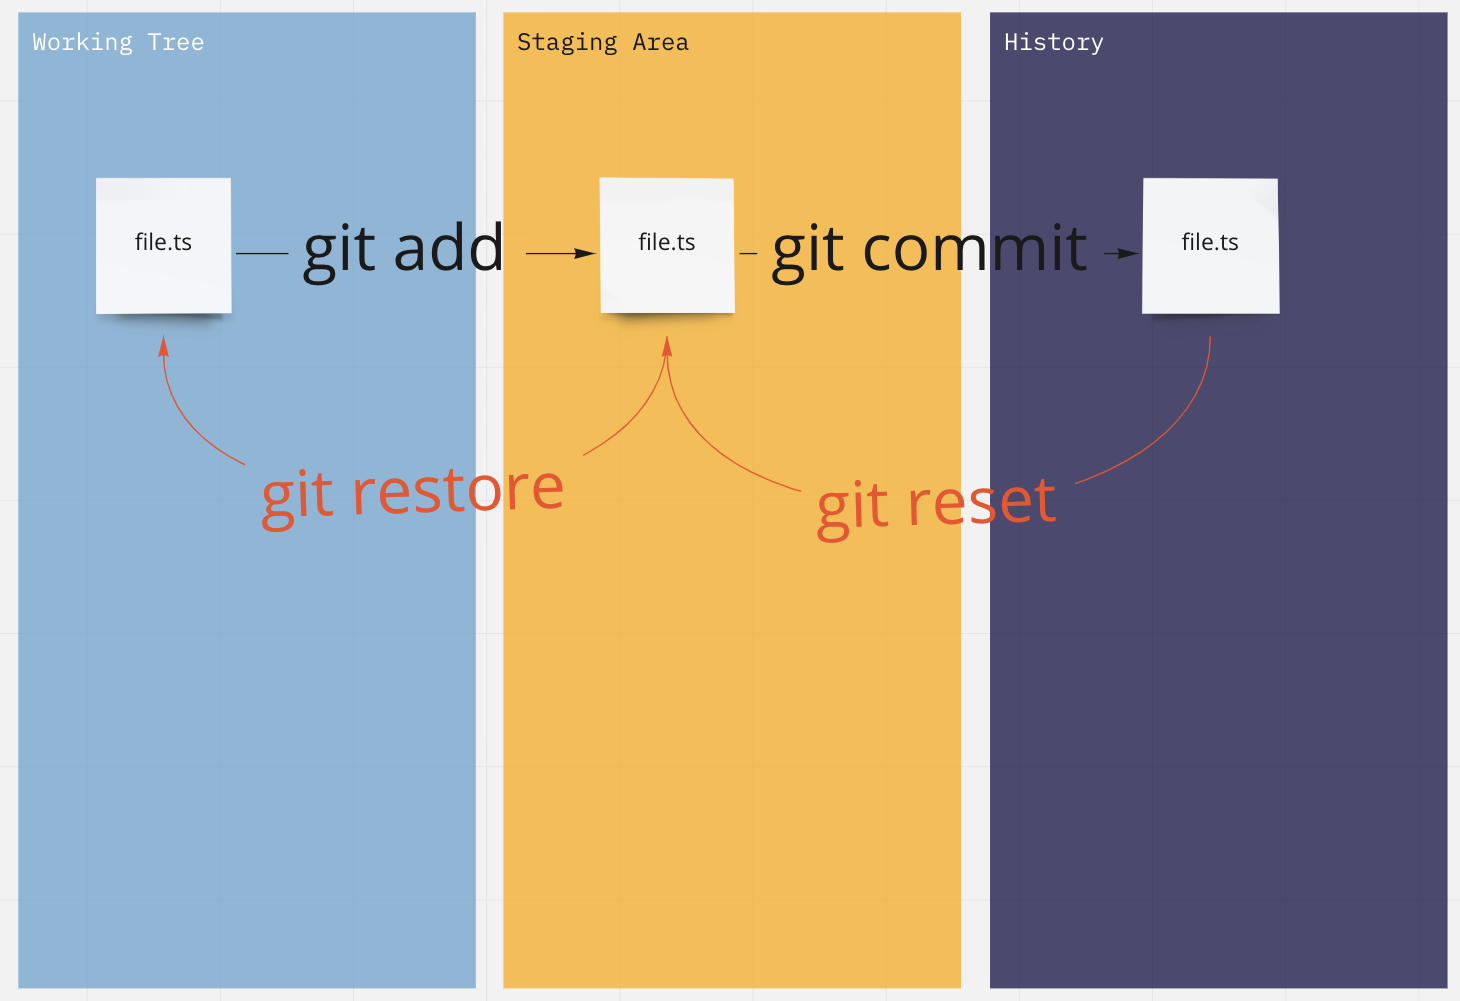 Working Tree
Staging Area
History
file.ts
git add
file.ts
git commit
file.ts
git restore
git reset